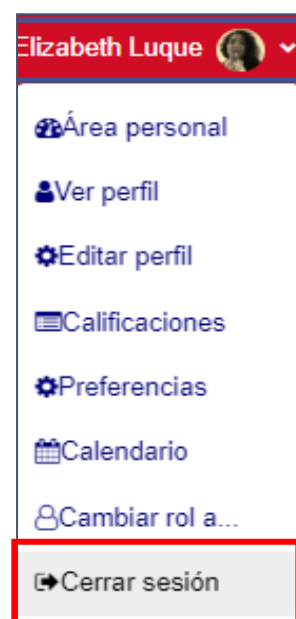 Elizabeth Luque
Área personal
Ver perfil
Editar perfil
Calificaciones
Preferencias
Calendario
Cambiar rol a...
Cerrar sesión